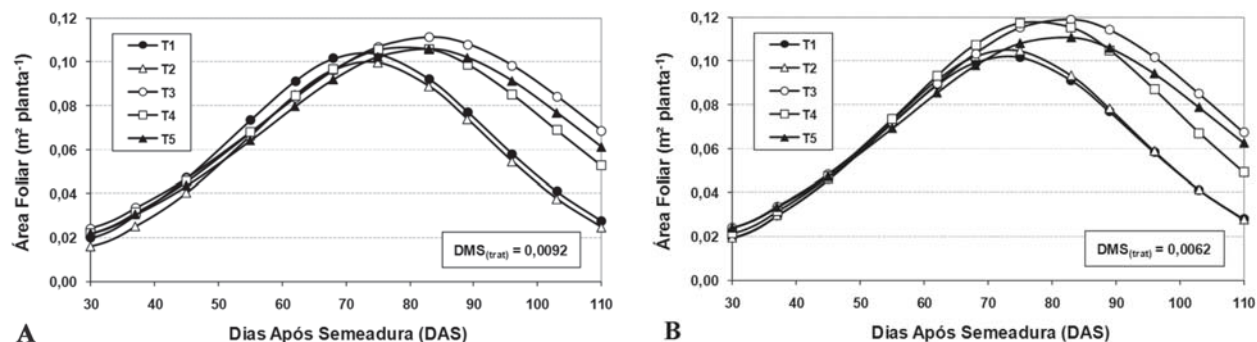 0,12
0,10
0,08
0,06
0,04
0,02
0,00
Área Foliar (m² planta⁻¹)
T1
T2
T3
T4
T5
DMS(trat) = 0,0092
30 40 50 60 70 80 90 100 110
Dias Após Semeadura (DAS)
A
0,12
0,10
0,08
0,06
0,04
0,02
0,00
Área Foliar (m² planta⁻¹)
T1
T2
T3
T4
T5
DMS(trat) = 0,0062
30 40 50 60 70 80 90 100 110
Dias Após Semeadura (DAS)
B